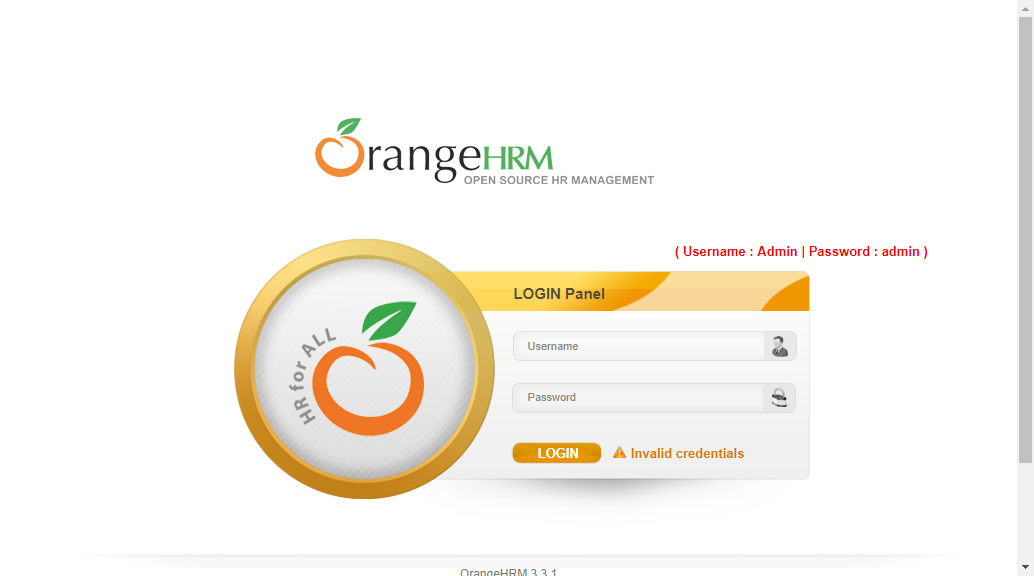 OrangeHRM
OPEN SOURCE HR MANAGEMENT
( Username : Admin | Password : admin )
LOGIN Panel
HR for ALL
Username
Password
LOGIN
Invalid credentials
OrangeHRM 3.3.1